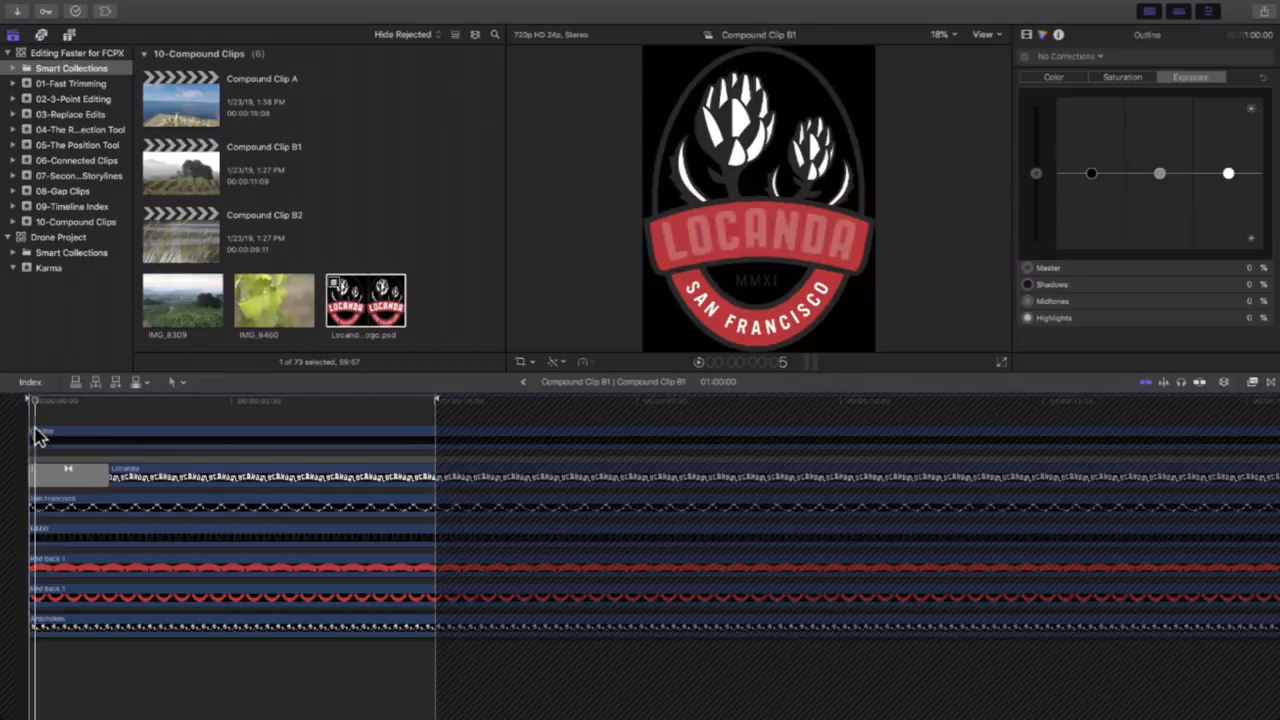 Hide Rejected
720p HD 24p, Stereo
Compound Clip B1
18%
View
Outline
1:00.00
Editing Faster for FCPX
Smart Collections
01-Fast Trimming
02-3-Point Editing
03-Replace Edits
04-The R...ection Tool
05-The Position Tool
06-Connected Clips
07-Secon...Storylines
08-Gap Clips
09-Timeline Index
10-Compound Clips
Drone Project
Smart Collections
Karma
10-Compound Clips (6)
Compound Clip A
1/23/19, 1:38 PM
00:00:18:08
Compound Clip B1
1/23/19, 1:27 PM
00:00:11:09
Compound Clip B2
1/23/19, 1:27 PM
00:00:09:11
IMG_8309
IMG_8460
Locand...ogo.psd
1 of 73 selected, 59:57
LOCANDA
MMXI
SAN FRANCISCO
No Corrections
Color
Saturation
Exposure
Master 0 %
Shadows 0 %
Midtones 0 %
Highlights 0 %
5
Index
Compound Clip B1 | Compound Clip B1
01:00:00
Locanda
San Francisco
Red back 1
Red back 1
Artichokes